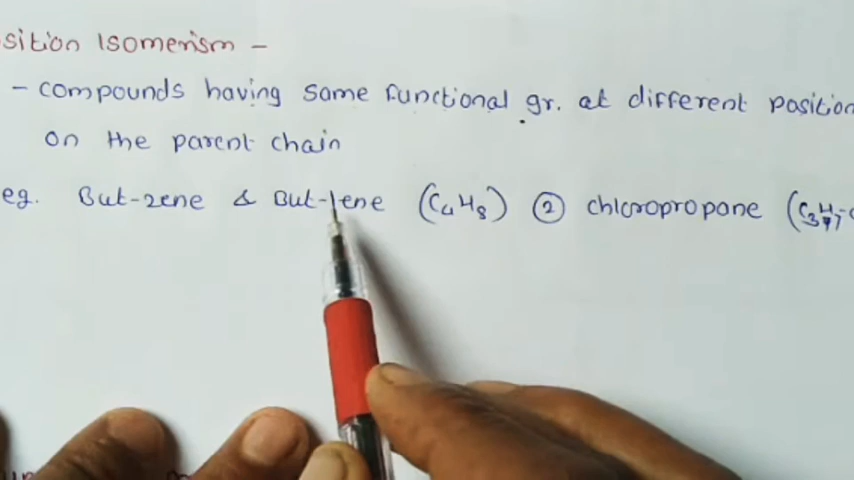 sition Isomerism -
- compounds having same functional gr. at different position
on the parent chain
eg. But-2ene & But-1ene (C4H8) ② chloropropane (C3H7-